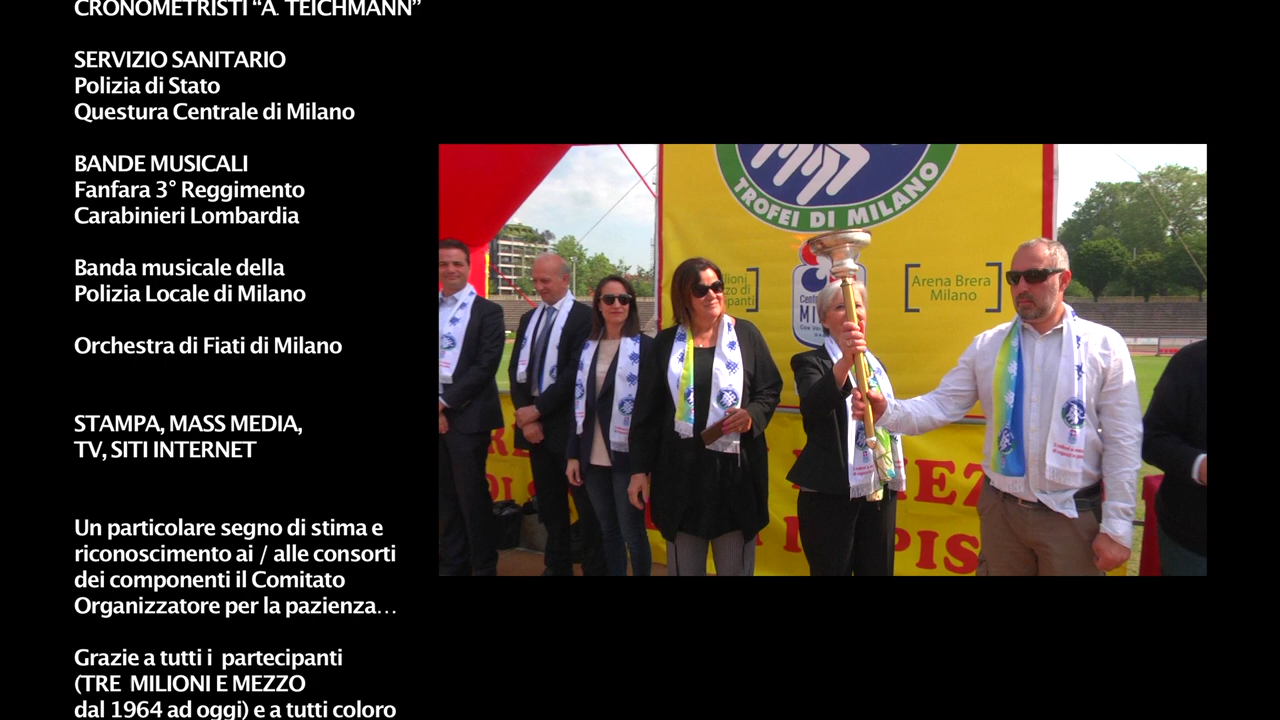 CRONOMETRISTI “A. TEICHMANN”
SERVIZIO SANITARIO
Polizia di Stato
Questura Centrale di Milano
BANDE MUSICALI
Fanfara 3° Reggimento
Carabinieri Lombardia
Banda musicale della
Polizia Locale di Milano
Orchestra di Fiati di Milano
STAMPA, MASS MEDIA,
TV, SITI INTERNET
Un particolare segno di stima e
riconoscimento ai / alle consorti
dei componenti il Comitato
Organizzatore per la pazienza...
Grazie a tutti i partecipanti
(TRE MILIONI E MEZZO
dal 1964 ad oggi) e a tutti coloro
TROFEI DI MILANO
Arena Brera
Milano